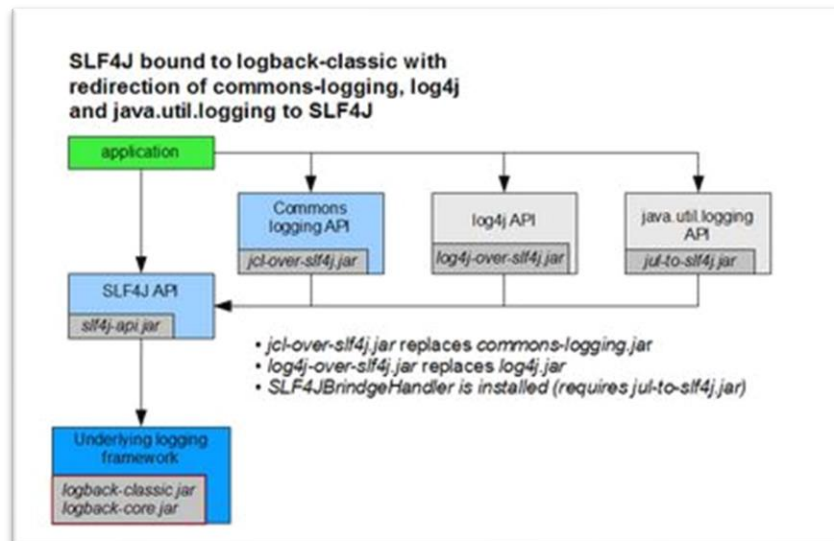 SLF4J bound to logback-classic with
redirection of commons-logging, log4j
and java.util.logging to SLF4J
application
Commons
logging API
jcl-over-slf4j.jar
log4j API
log4j-over-slf4j.jar
java.util.logging
API
jul-to-slf4j.jar
SLF4J API
slf4j-api.jar
• jcl-over-slf4j.jar replaces commons-logging.jar
• log4j-over-slf4j.jar replaces log4j.jar
• SLF4JBrindgeHandler is installed (requires jul-to-slf4j.jar)
Underlying logging
framework
logback-classic.jar
logback-core.jar